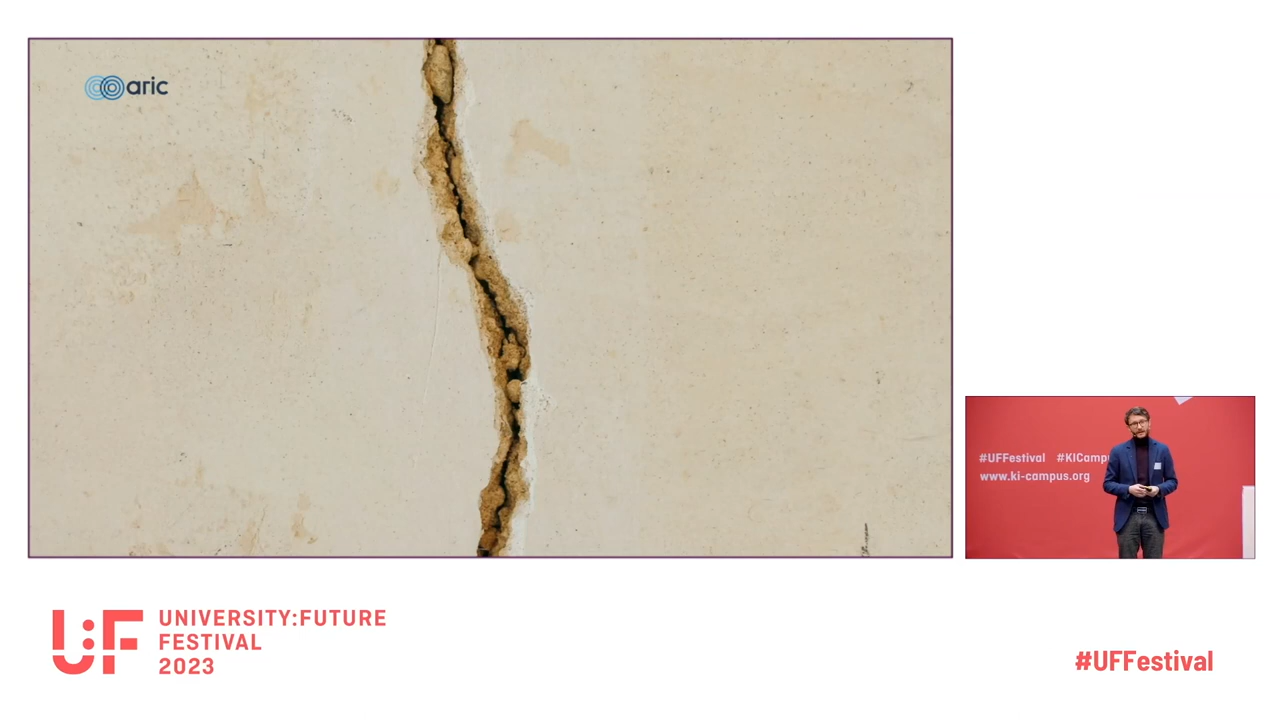 aric
#UFFestival #KICamp
www.ki-campus.org
U:F
UNIVERSITY:FUTURE
FESTIVAL
2023
#UFFestival